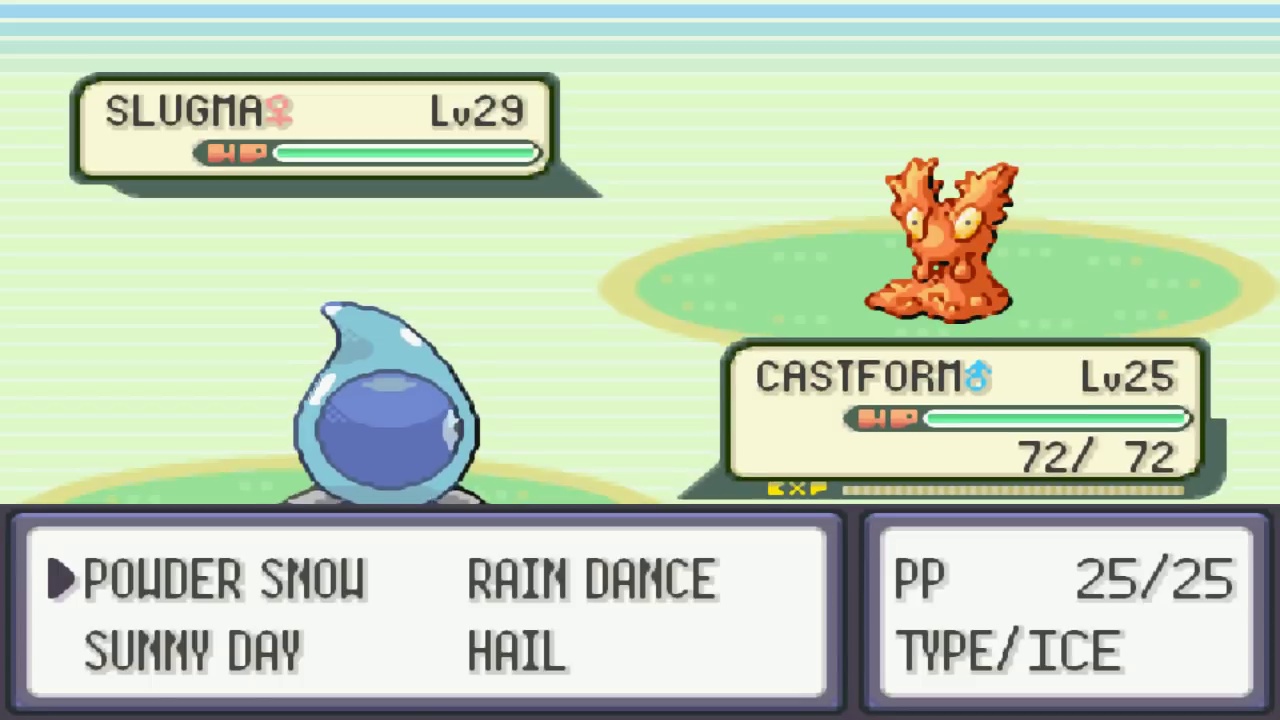 SLUGMA♀ Lv29
HP
CASTFORM♂ Lv25
HP
72/ 72
EXP
POWDER SNOW RAIN DANCE
SUNNY DAY HAIL
PP 25/25
TYPE/ICE